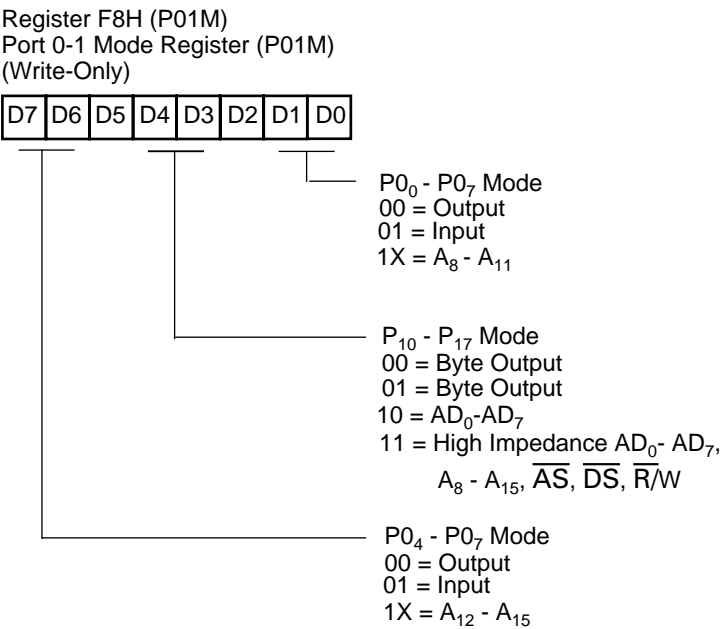 Register F8H (P01M)
Port 0-1 Mode Register (P01M)
(Write-Only)
D7 D6 D5 D4 D3 D2 D1 D0
P0₀ - P0₇ Mode
00 = Output
01 = Input
1X = A₈ - A₁₁
P₁₀ - P₁₇ Mode
00 = Byte Output
01 = Byte Output
10 = AD₀-AD₇
11 = High Impedance AD₀- AD₇,
A₈ - A₁₅, A̅S̅, D̅S̅, R̅/W
P0₄ - P0₇ Mode
00 = Output
01 = Input
1X = A₁₂ - A₁₅